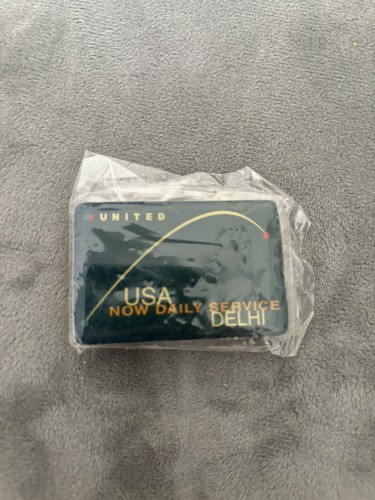 UNITED
USA
NOW DAILY SERVICE
DELHI